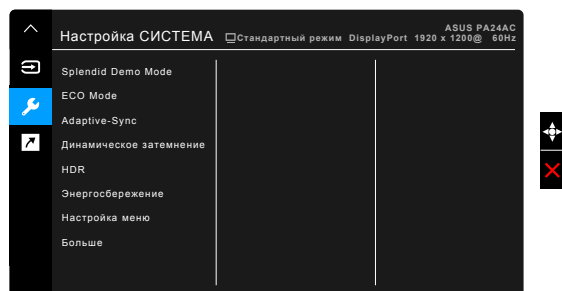 ASUS PA24AC
Настройка СИСТЕМА Стандартный режим DisplayPort 1920 x 1200@ 60Hz
Splendid Demo Mode
ECO Mode
Adaptive-Sync
Динамическое затемнение
HDR
Энергосбережение
Настройка меню
Больше